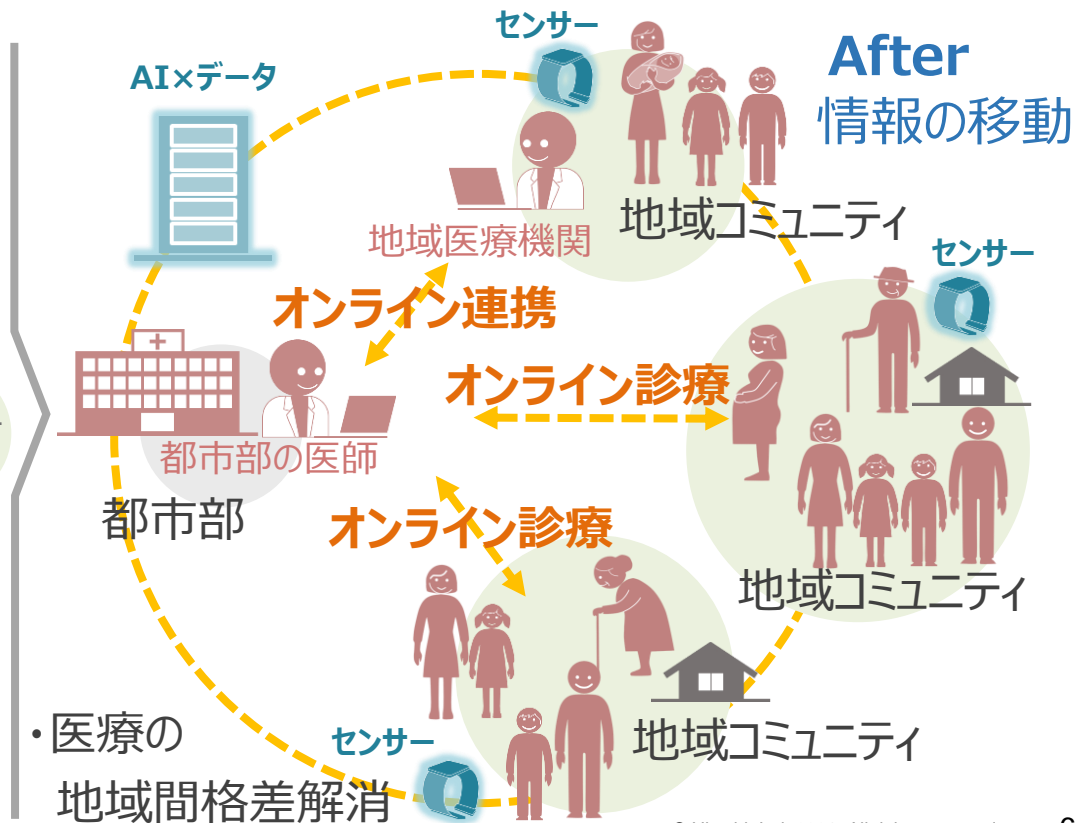 After
情報の移動
センサー
AI×データ
地域医療機関
地域コミュニティ
センサー
オンライン連携
オンライン診療
都市部の医師
都市部
オンライン診療
地域コミュニティ
センサー
地域コミュニティ
・医療の
地域間格差解消